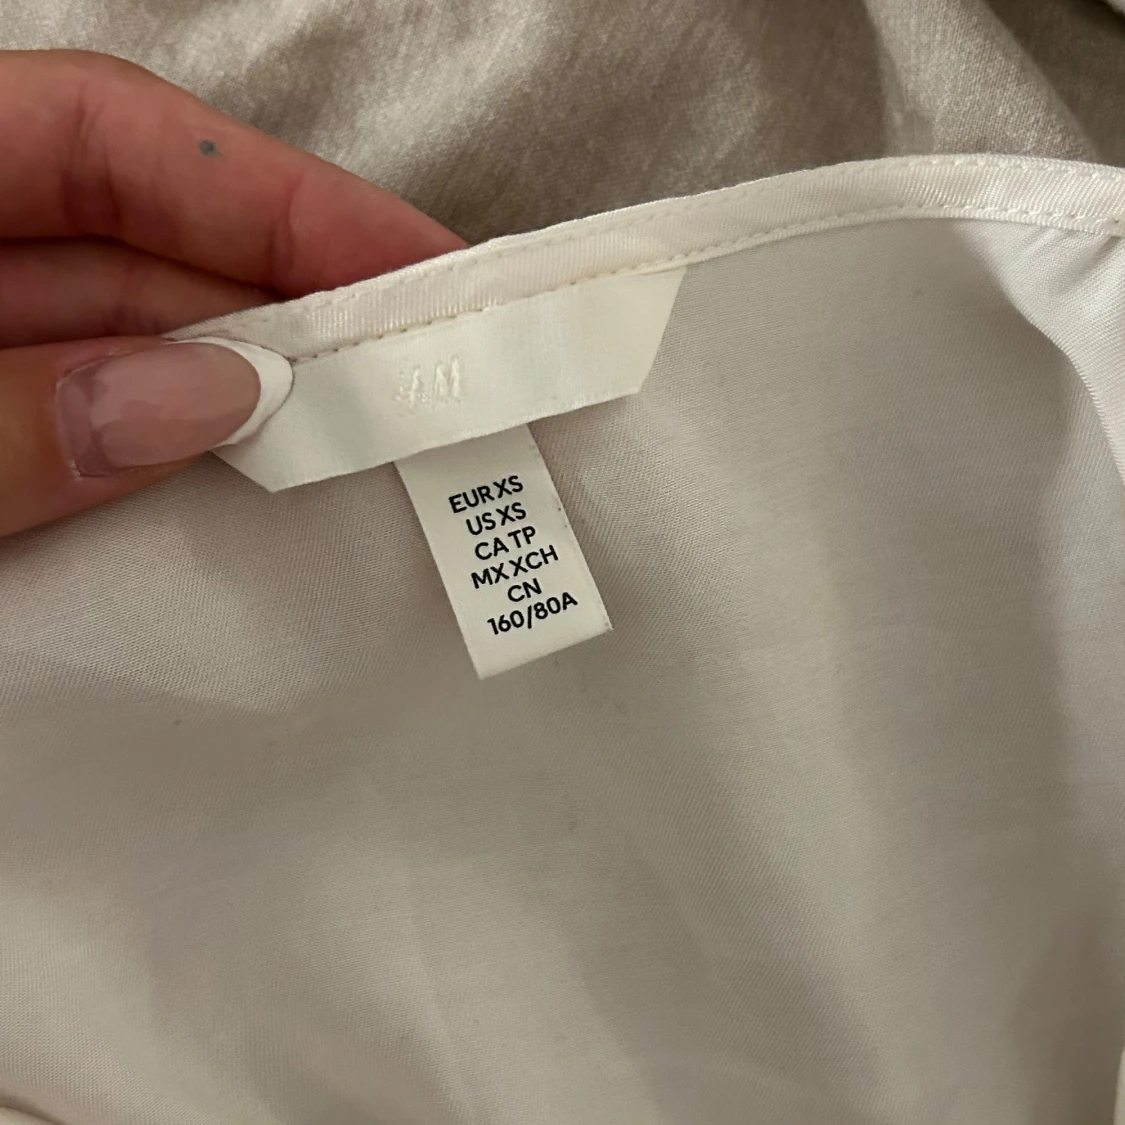 H&M
EUR XS
US XS
CA TP
MX XCH
CN
160/80A